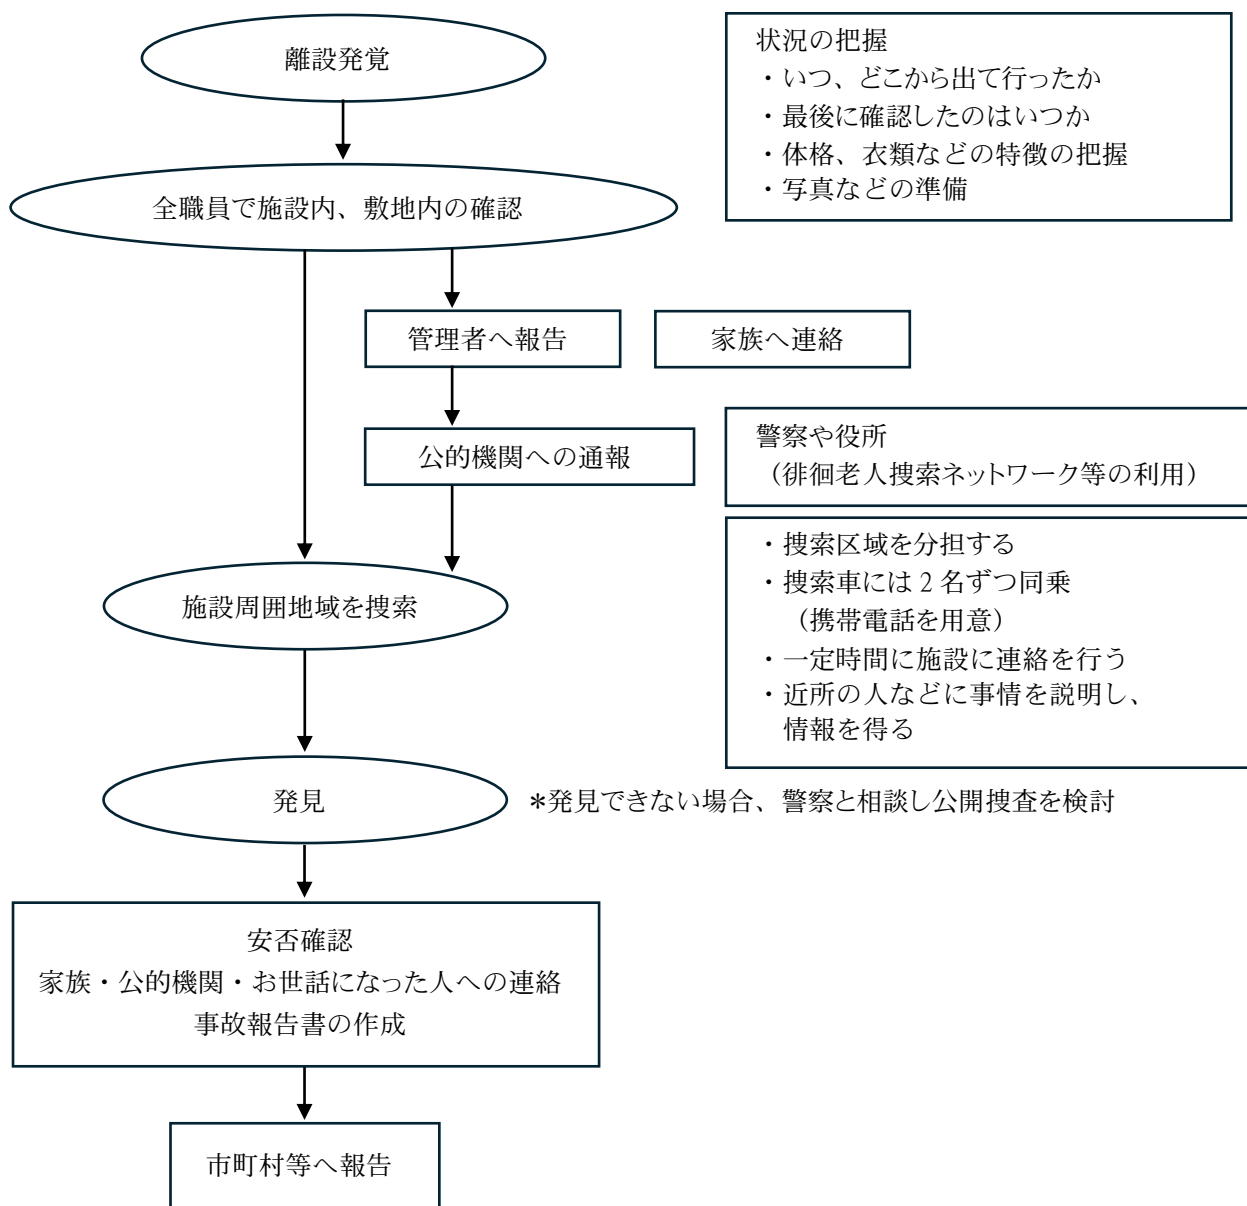 離設発覚
状況の把握
・いつ、どこから出て行ったか
・最後に確認したのはいつか
・体格、衣類などの特徴の把握
・写真などの準備
全職員で施設内、敷地内の確認
管理者へ報告
家族へ連絡
公的機関への通報
警察や役所
（徘徊老人捜索ネットワーク等の利用）
・捜索区域を分担する
・捜索車には 2 名ずつ同乗
（携帯電話を用意）
・一定時間に施設に連絡を行う
・近所の人などに事情を説明し、
情報を得る
施設周囲地域を捜索
発見
*発見できない場合、警察と相談し公開捜査を検討
安否確認
家族・公的機関・お世話になった人への連絡
事故報告書の作成
市町村等へ報告